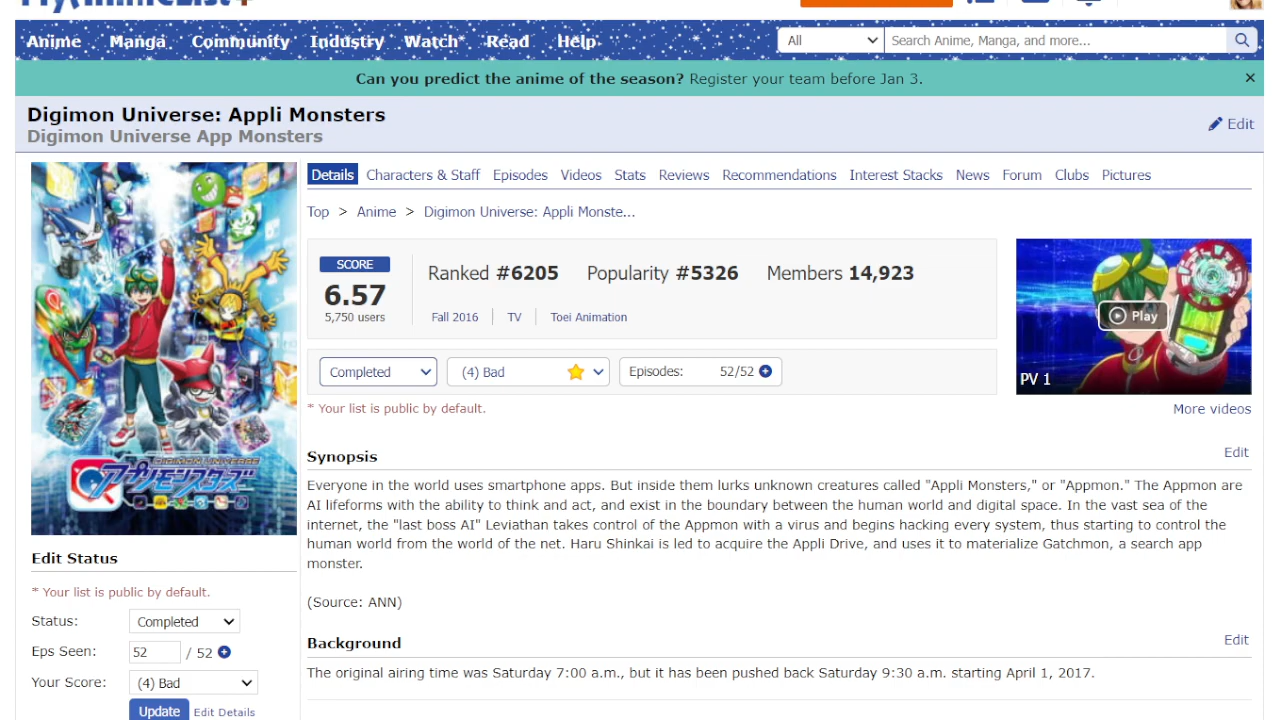 MyAnimeList+
Anime Manga Community Industry Watch* Read Help
All
Search Anime, Manga, and more...
Can you predict the anime of the season? Register your team before Jan 3.
×
Digimon Universe: Appli Monsters
Digimon Universe App Monsters
Edit
Details Characters & Staff Episodes Videos Stats Reviews Recommendations Interest Stacks News Forum Clubs Pictures
Top > Anime > Digimon Universe: Appli Monste...
SCORE
6.57
5,750 users
Ranked #6205 Popularity #5326 Members 14,923
Fall 2016 TV Toei Animation
Play
PV 1
Completed
(4) Bad
Episodes: 52/52
* Your list is public by default.
More videos
Synopsis
Edit
Everyone in the world uses smartphone apps. But inside them lurks unknown creatures called "Appli Monsters," or "Appmon." The Appmon are
AI lifeforms with the ability to think and act, and exist in the boundary between the human world and digital space. In the vast sea of the
internet, the "last boss AI" Leviathan takes control of the Appmon with a virus and begins hacking every system, thus starting to control the
human world from the world of the net. Haru Shinkai is led to acquire the Appli Drive, and uses it to materialize Gatchmon, a search app
monster.
(Source: ANN)
Background
Edit
The original airing time was Saturday 7:00 a.m., but it has been pushed back Saturday 9:30 a.m. starting April 1, 2017.
DIGIMON UNIVERSE
アプリモンスターズ
Edit Status
* Your list is public by default.
Status: Completed
Eps Seen: 52 / 52
Your Score: (4) Bad
Update Edit Details